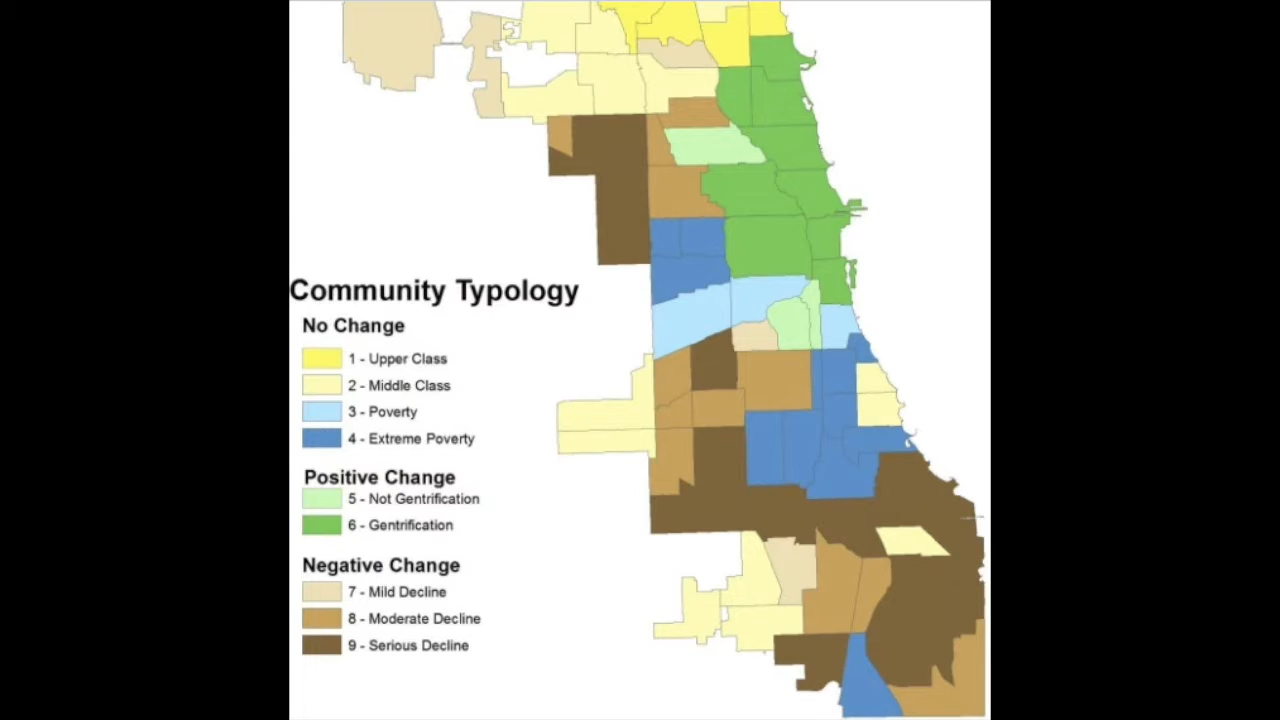 Community Typology
No Change
1 - Upper Class
2 - Middle Class
3 - Poverty
4 - Extreme Poverty
Positive Change
5 - Not Gentrification
6 - Gentrification
Negative Change
7 - Mild Decline
8 - Moderate Decline
9 - Serious Decline